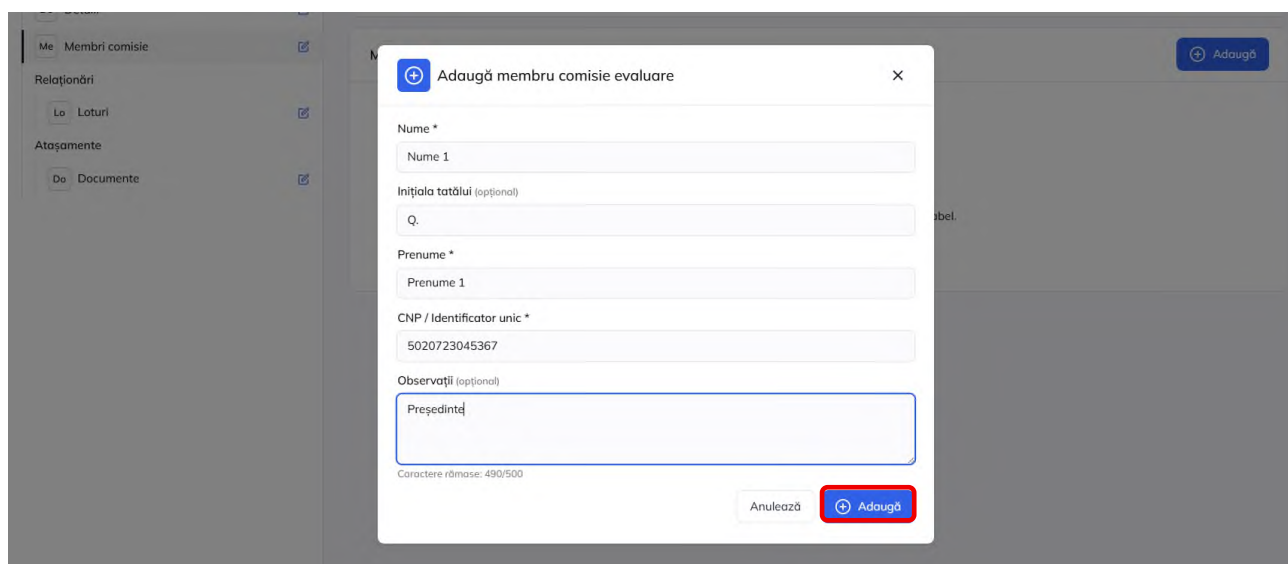 Me Membri comisie
Adaugă
Adaugă membru comisie evaluare
Relaționări
Lo Loturi
Nume *
Nume 1
Atașamente
Do Documente
Inițiala tatălui (opțional)
Q.
abel.
Prenume *
Prenume 1
CNP / Identificator unic *
5020723045367
Observații (opțional)
Președinte
Caractere rămase: 490/500
Anulează
Adaugă